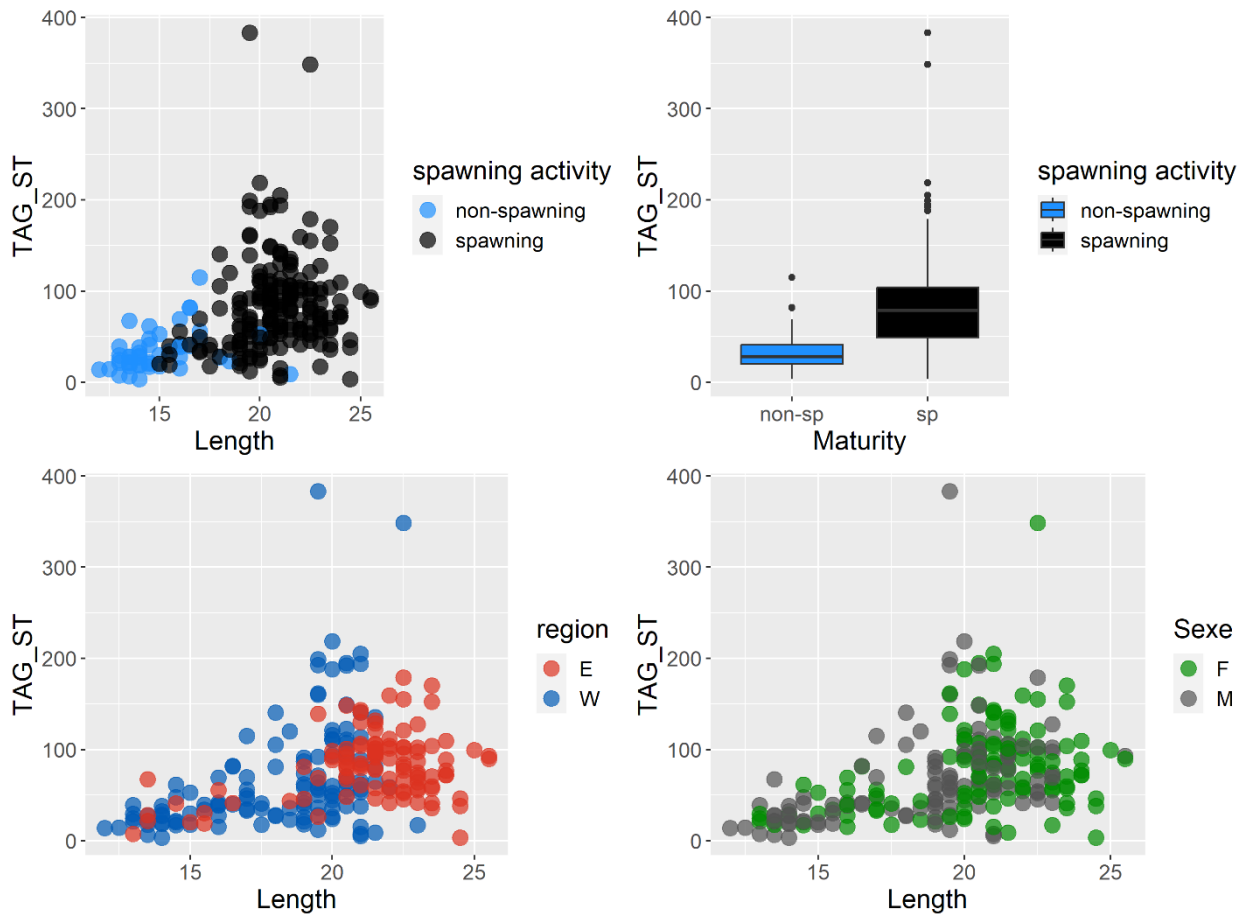 400
300
200
100
0
TAG_ST
15 20 25
Length
spawning activity
non-spawning
spawning
400
300
200
100
0
TAG_ST
non-sp sp
Maturity
spawning activity
non-spawning
spawning
400
300
200
100
0
TAG_ST
15 20 25
Length
region
E
W
400
300
200
100
0
TAG_ST
15 20 25
Length
Sexe
F
M